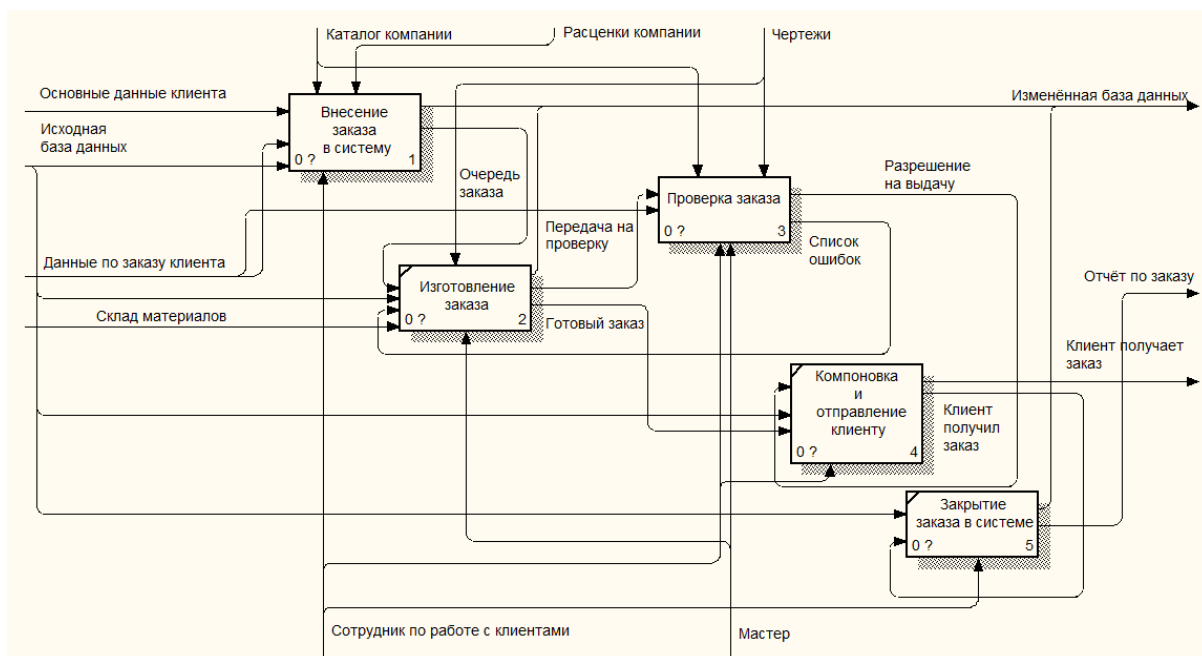 Каталог компании
Расценки компании
Чертежи
Основные данные клиента
Исходная
база данных
Внесение
заказа
в систему
0 ?
1
Изменённая база данных
Очередь
заказа
Проверка заказа
0 ?
3
Разрешение
на выдачу
Передача на
проверку
Список
ошибок
Данные по заказу клиента
Изготовление
заказа
0 ?
2
Отчёт по заказу
Склад материалов
Готовый заказ
Клиент получает
заказ
Компоновка
и
отправление
клиенту
0 ?
4
Клиент
получил
заказ
Закрытие
заказа в системе
0 ?
5
Сотрудник по работе с клиентами
Мастер